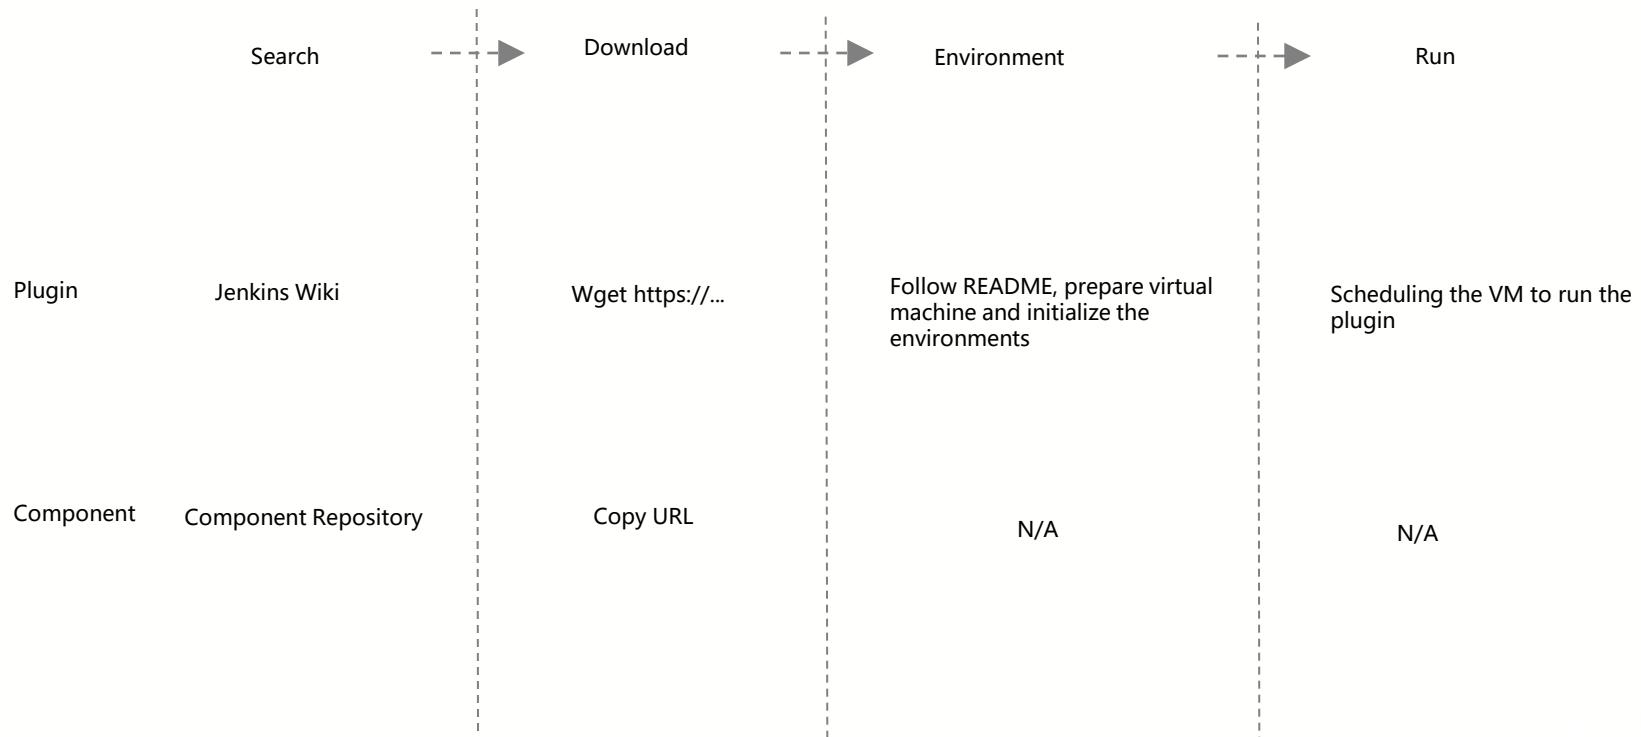 Search
Download
Environment
Run
Plugin
Jenkins Wiki
Wget https://...
Follow README, prepare virtual
machine and initialize the
environments
Scheduling the VM to run the
plugin
Component
Component Repository
Copy URL
N/A
N/A